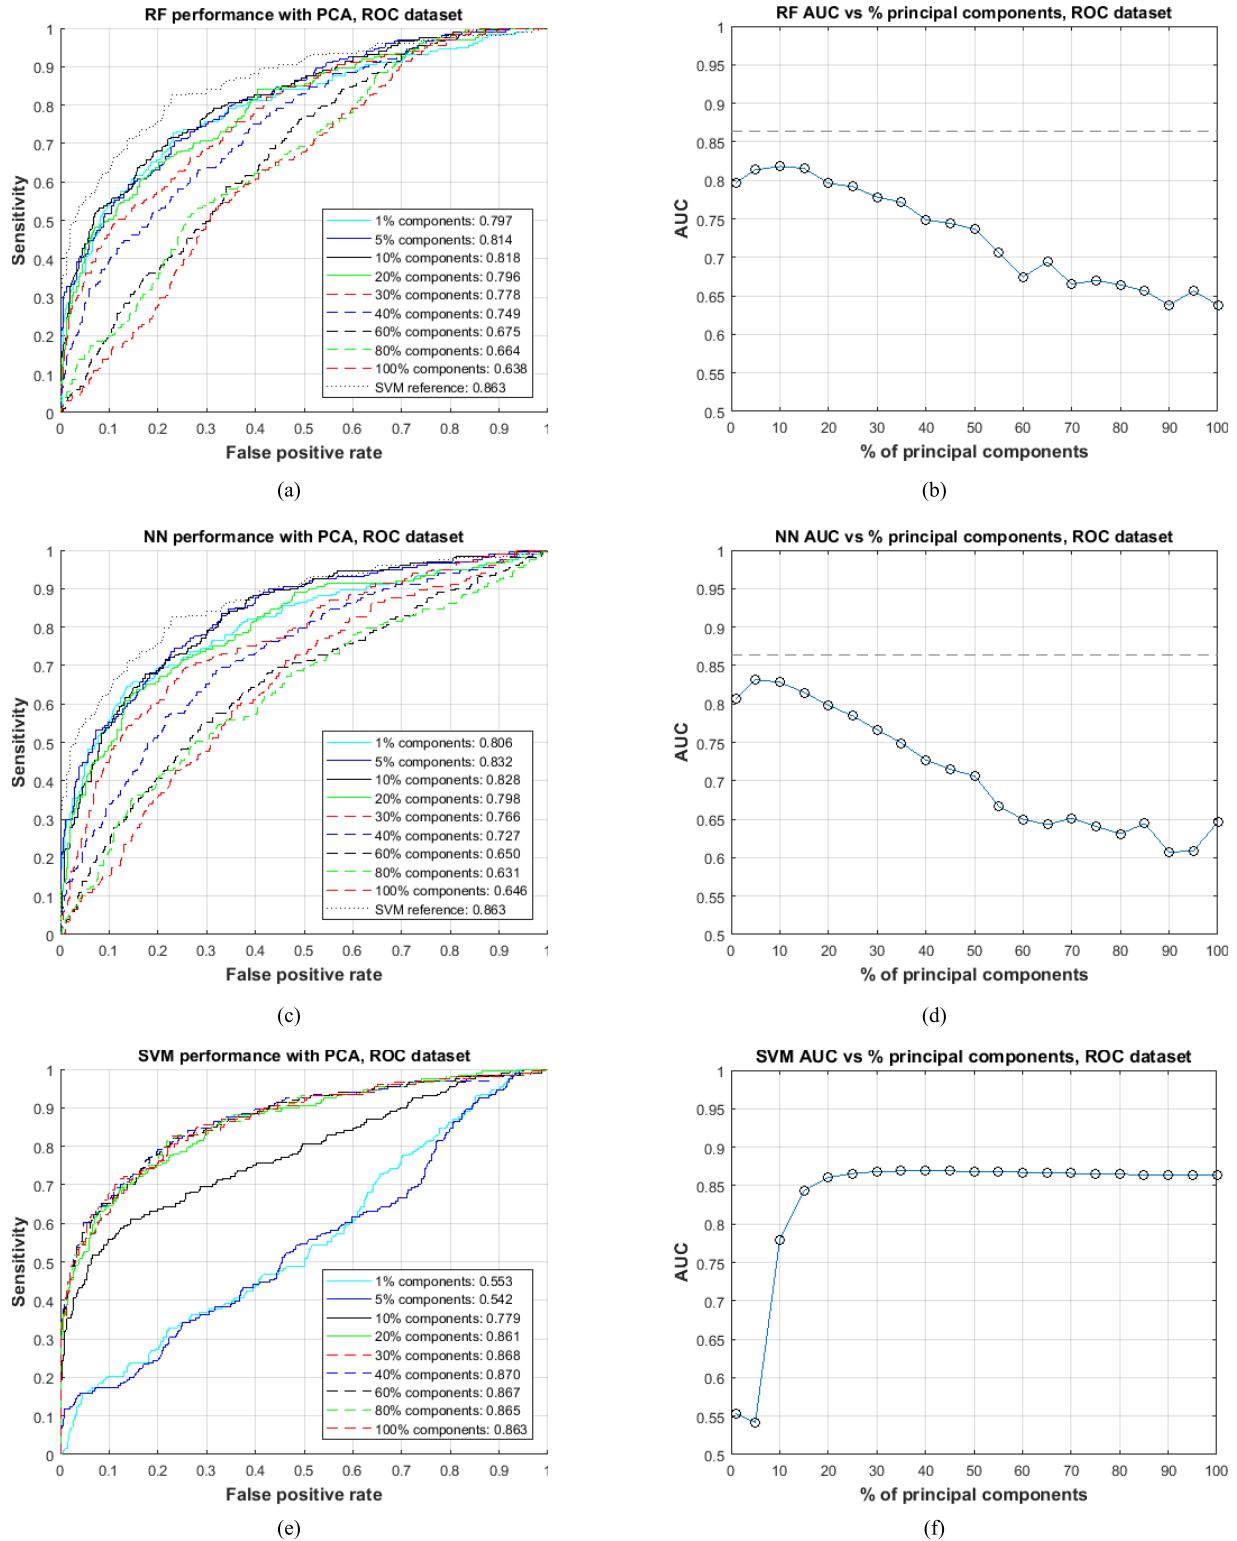 RF performance with PCA, ROC dataset
1
0.9
0.8
0.7
0.6
0.5
0.4
0.3
0.2
0.1
0
Sensitivity
1% components: 0.797
5% components: 0.814
10% components: 0.818
20% components: 0.796
30% components: 0.778
40% components: 0.749
60% components: 0.675
80% components: 0.664
100% components: 0.638
SVM reference: 0.863
0 0.1 0.2 0.3 0.4 0.5 0.6 0.7 0.8 0.9 1
False positive rate
(a)
RF AUC vs % principal components, ROC dataset
1
0.95
0.9
0.85
0.8
0.75
0.7
0.65
0.6
0.55
0.5
AUC
0 10 20 30 40 50 60 70 80 90 100
% of principal components
(b)
NN performance with PCA, ROC dataset
1
0.9
0.8
0.7
0.6
0.5
0.4
0.3
0.2
0.1
0
Sensitivity
1% components: 0.806
5% components: 0.832
10% components: 0.828
20% components: 0.798
30% components: 0.766
40% components: 0.727
60% components: 0.650
80% components: 0.631
100% components: 0.646
SVM reference: 0.863
0 0.1 0.2 0.3 0.4 0.5 0.6 0.7 0.8 0.9 1
False positive rate
(c)
NN AUC vs % principal components, ROC dataset
1
0.95
0.9
0.85
0.8
0.75
0.7
0.65
0.6
0.55
0.5
AUC
0 10 20 30 40 50 60 70 80 90 100
% of principal components
(d)
SVM performance with PCA, ROC dataset
1
0.9
0.8
0.7
0.6
0.5
0.4
0.3
0.2
0.1
0
Sensitivity
1% components: 0.553
5% components: 0.542
10% components: 0.779
20% components: 0.861
30% components: 0.868
40% components: 0.870
60% components: 0.867
80% components: 0.865
100% components: 0.863
0 0.1 0.2 0.3 0.4 0.5 0.6 0.7 0.8 0.9 1
False positive rate
(e)
SVM AUC vs % principal components, ROC dataset
1
0.95
0.9
0.85
0.8
0.75
0.7
0.65
0.6
0.55
0.5
AUC
0 10 20 30 40 50 60 70 80 90 100
% of principal components
(f)